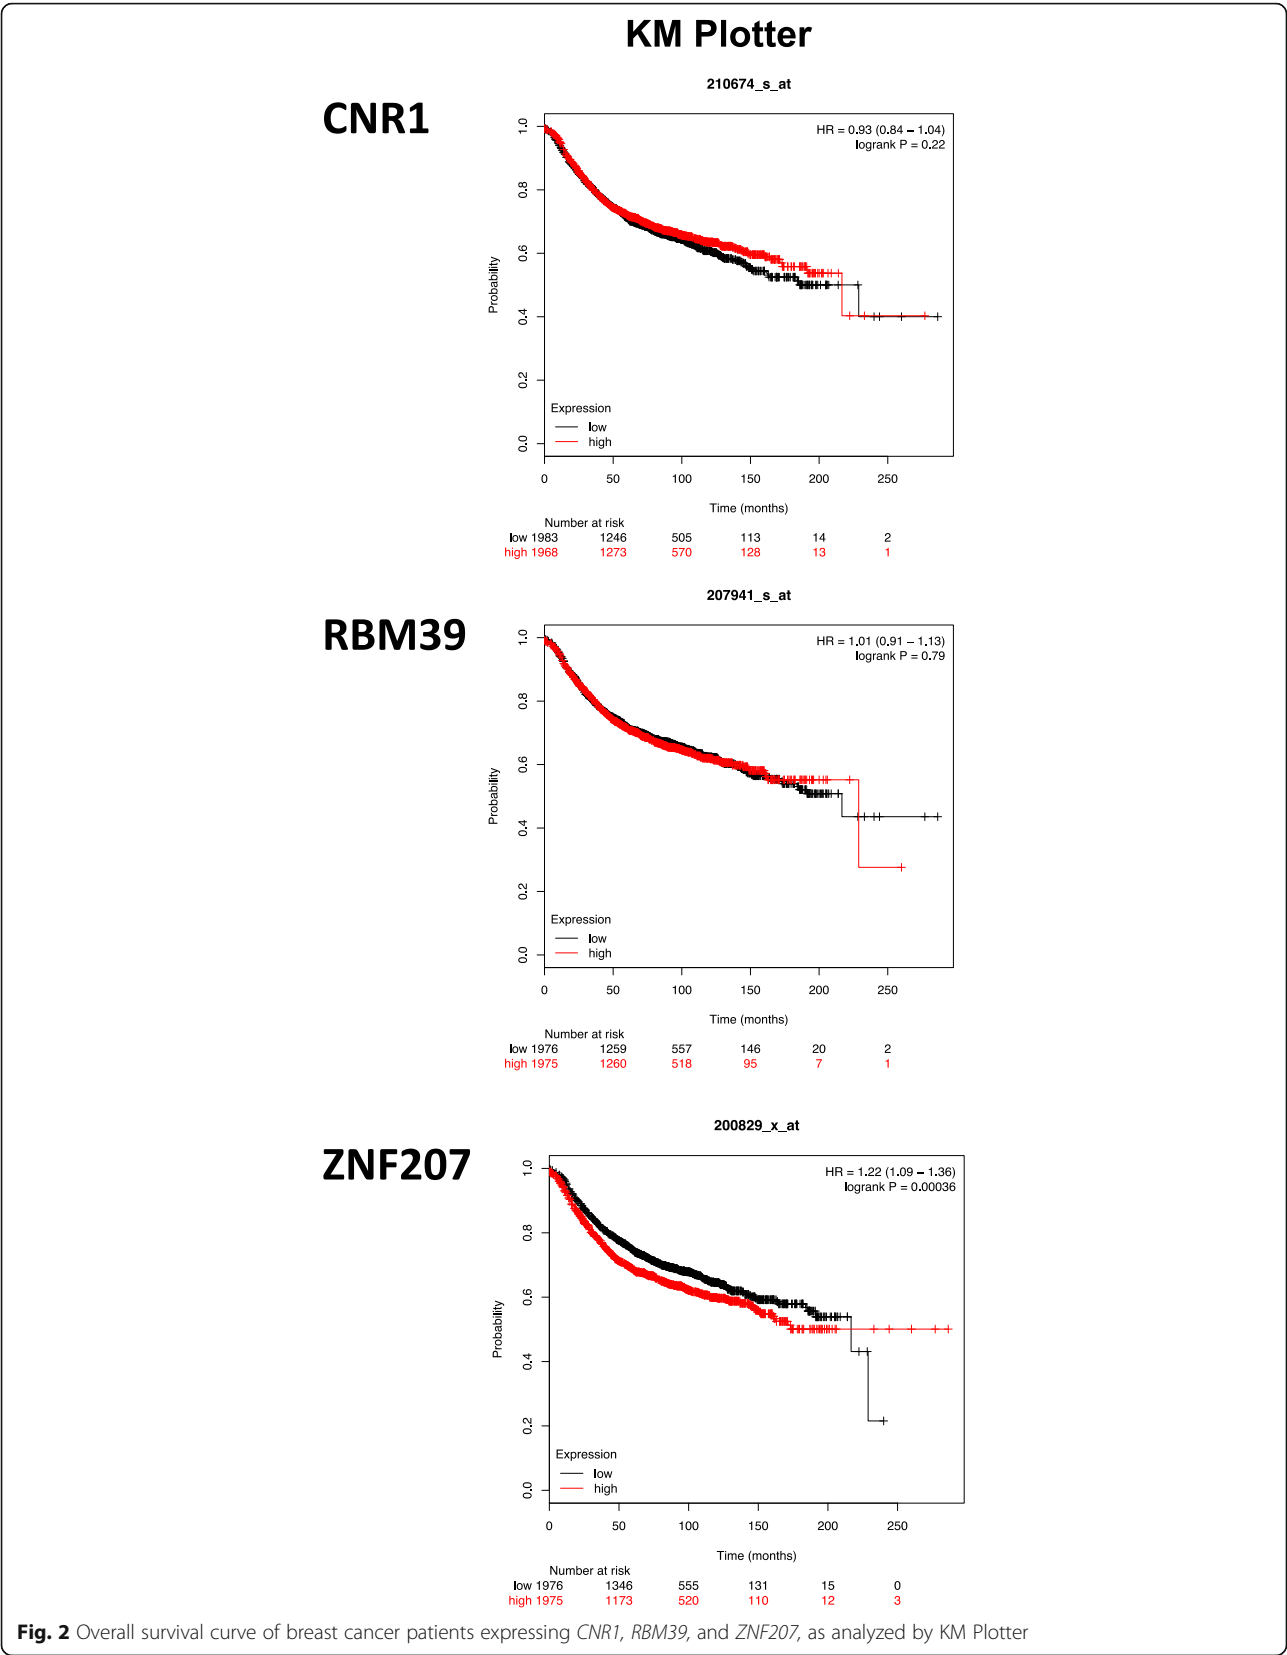 KM Plotter
CNR1
210674_s_at
HR = 0.93 (0.84 – 1.04)
logrank P = 0.22
Probability
1.0
0.8
0.6
0.4
0.2
0.0
Expression
low
high
0 50 100 150 200 250
Time (months)
Number at risk
low 1983 1246 505 113 14 2
high 1968 1273 570 128 13 1
RBM39
207941_s_at
HR = 1.01 (0.91 – 1.13)
logrank P = 0.79
Probability
1.0
0.8
0.6
0.4
0.2
0.0
Expression
low
high
0 50 100 150 200 250
Time (months)
Number at risk
low 1976 1259 557 146 20 2
high 1975 1260 518 95 7 1
ZNF207
200829_x_at
HR = 1.22 (1.09 – 1.36)
logrank P = 0.00036
Probability
1.0
0.8
0.6
0.4
0.2
0.0
Expression
low
high
0 50 100 150 200 250
Time (months)
Number at risk
low 1976 1346 555 131 15 0
high 1975 1173 520 110 12 3
Fig. 2 Overall survival curve of breast cancer patients expressing CNR1, RBM39, and ZNF207, as analyzed by KM Plotter